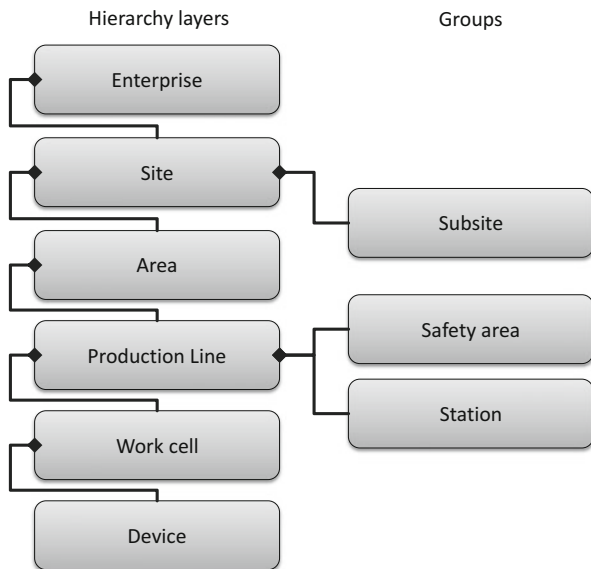 Hierarchy layers
Groups
Enterprise
Site
Subsite
Area
Safety area
Production Line
Station
Work cell
Device